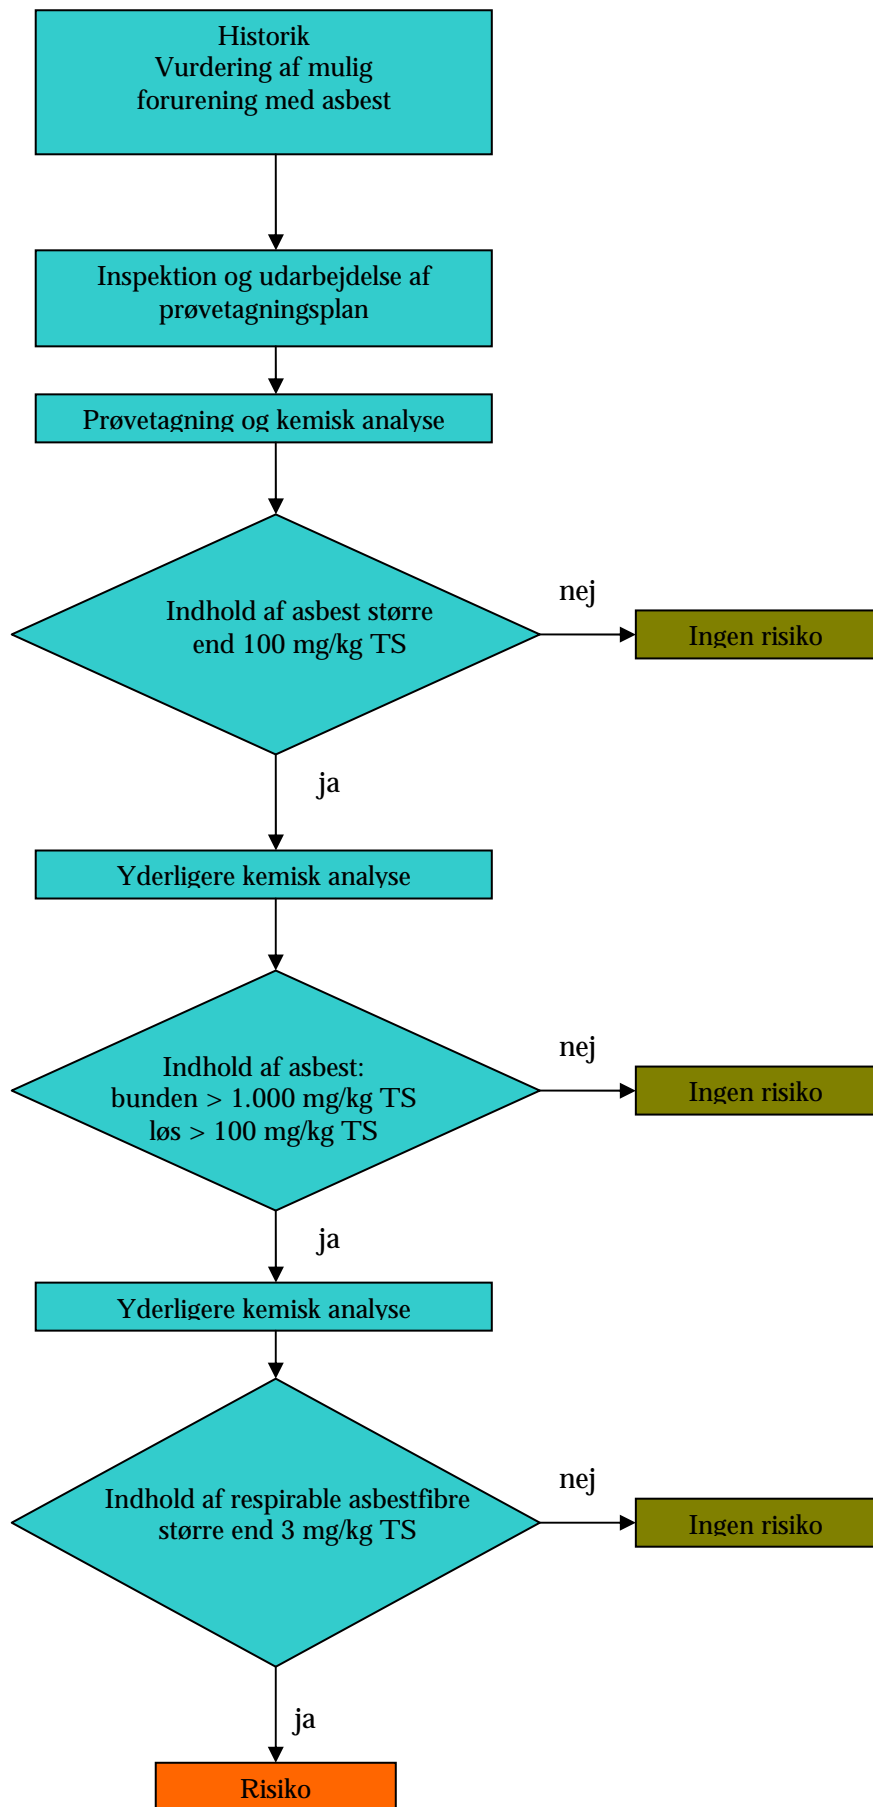 Historik
Vurdering af mulig
forurening med asbest
Inspektion og udarbejdelse af
prøvetagningsplan
Prøvetagning og kemisk analyse
Indhold af asbest større
end 100 mg/kg TS
nej
Ingen risiko
ja
Yderligere kemisk analyse
Indhold af asbest:
bunden > 1.000 mg/kg TS
løs > 100 mg/kg TS
nej
Ingen risiko
ja
Yderligere kemisk analyse
Indhold af respirable asbestfibre
større end 3 mg/kg TS
nej
Ingen risiko
ja
Risiko